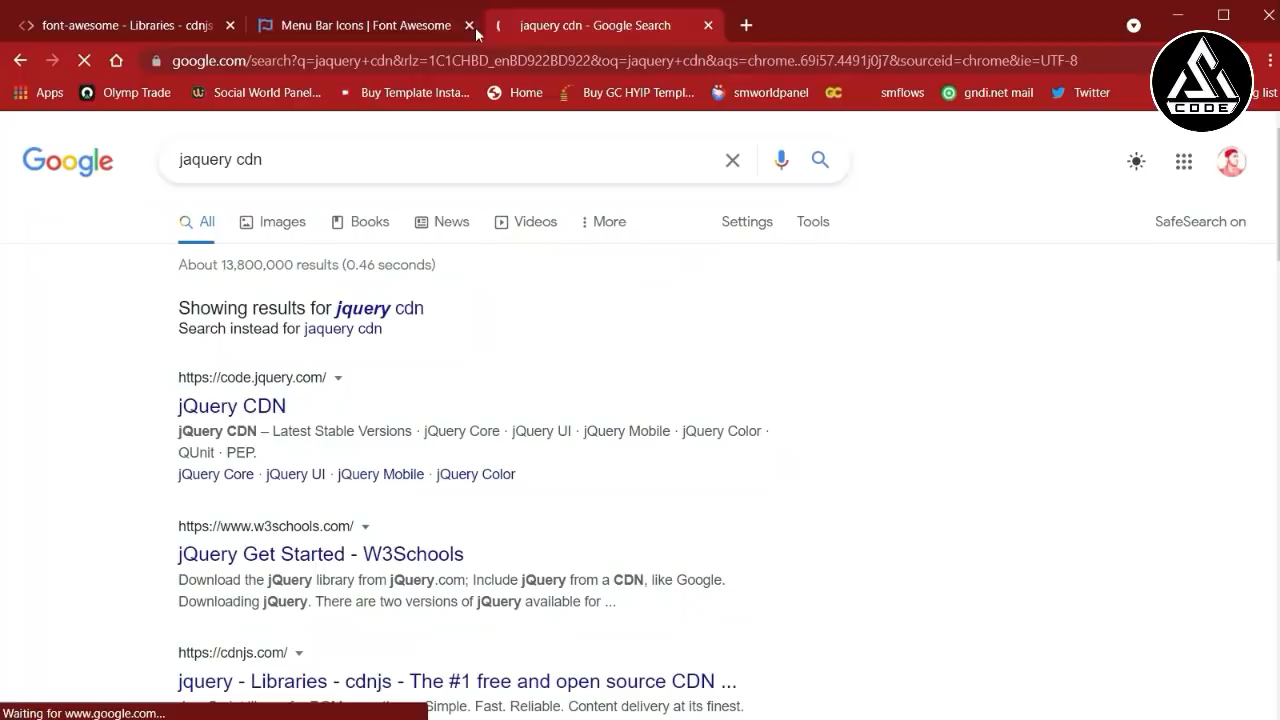 font-awesome - Libraries - cdnjs
Menu Bar Icons | Font Awesome
jaquery cdn - Google Search
google.com/search?q=jaquery+cdn&rlz=1C1CHBD_enBD922BD922&oq=jaquery+cdn&aqs=chrome..69i57.4491j0j7&sourceid=chrome&ie=UTF-8
Apps Olymp Trade Social World Panel... Buy Template Insta... Home Buy GC HYIP Templ... smworldpanel GC smflows gndi.net mail Twitter g list
CODE
Google
jaquery cdn
All Images Books News Videos More Settings Tools SafeSearch on
About 13,800,000 results (0.46 seconds)
Showing results for jquery cdn
Search instead for jaquery cdn
https://code.jquery.com/
jQuery CDN
jQuery CDN – Latest Stable Versions · jQuery Core · jQuery UI · jQuery Mobile · jQuery Color ·
QUnit · PEP.
jQuery Core · jQuery UI · jQuery Mobile · jQuery Color
https://www.w3schools.com/
jQuery Get Started - W3Schools
Download the jQuery library from jQuery.com; Include jQuery from a CDN, like Google.
Downloading jQuery. There are two versions of jQuery available for ...
https://cdnjs.com/
jquery - Libraries - cdnjs - The #1 free and open source CDN ...
Simple. Fast. Reliable. Content delivery at its finest.
Waiting for www.google.com...